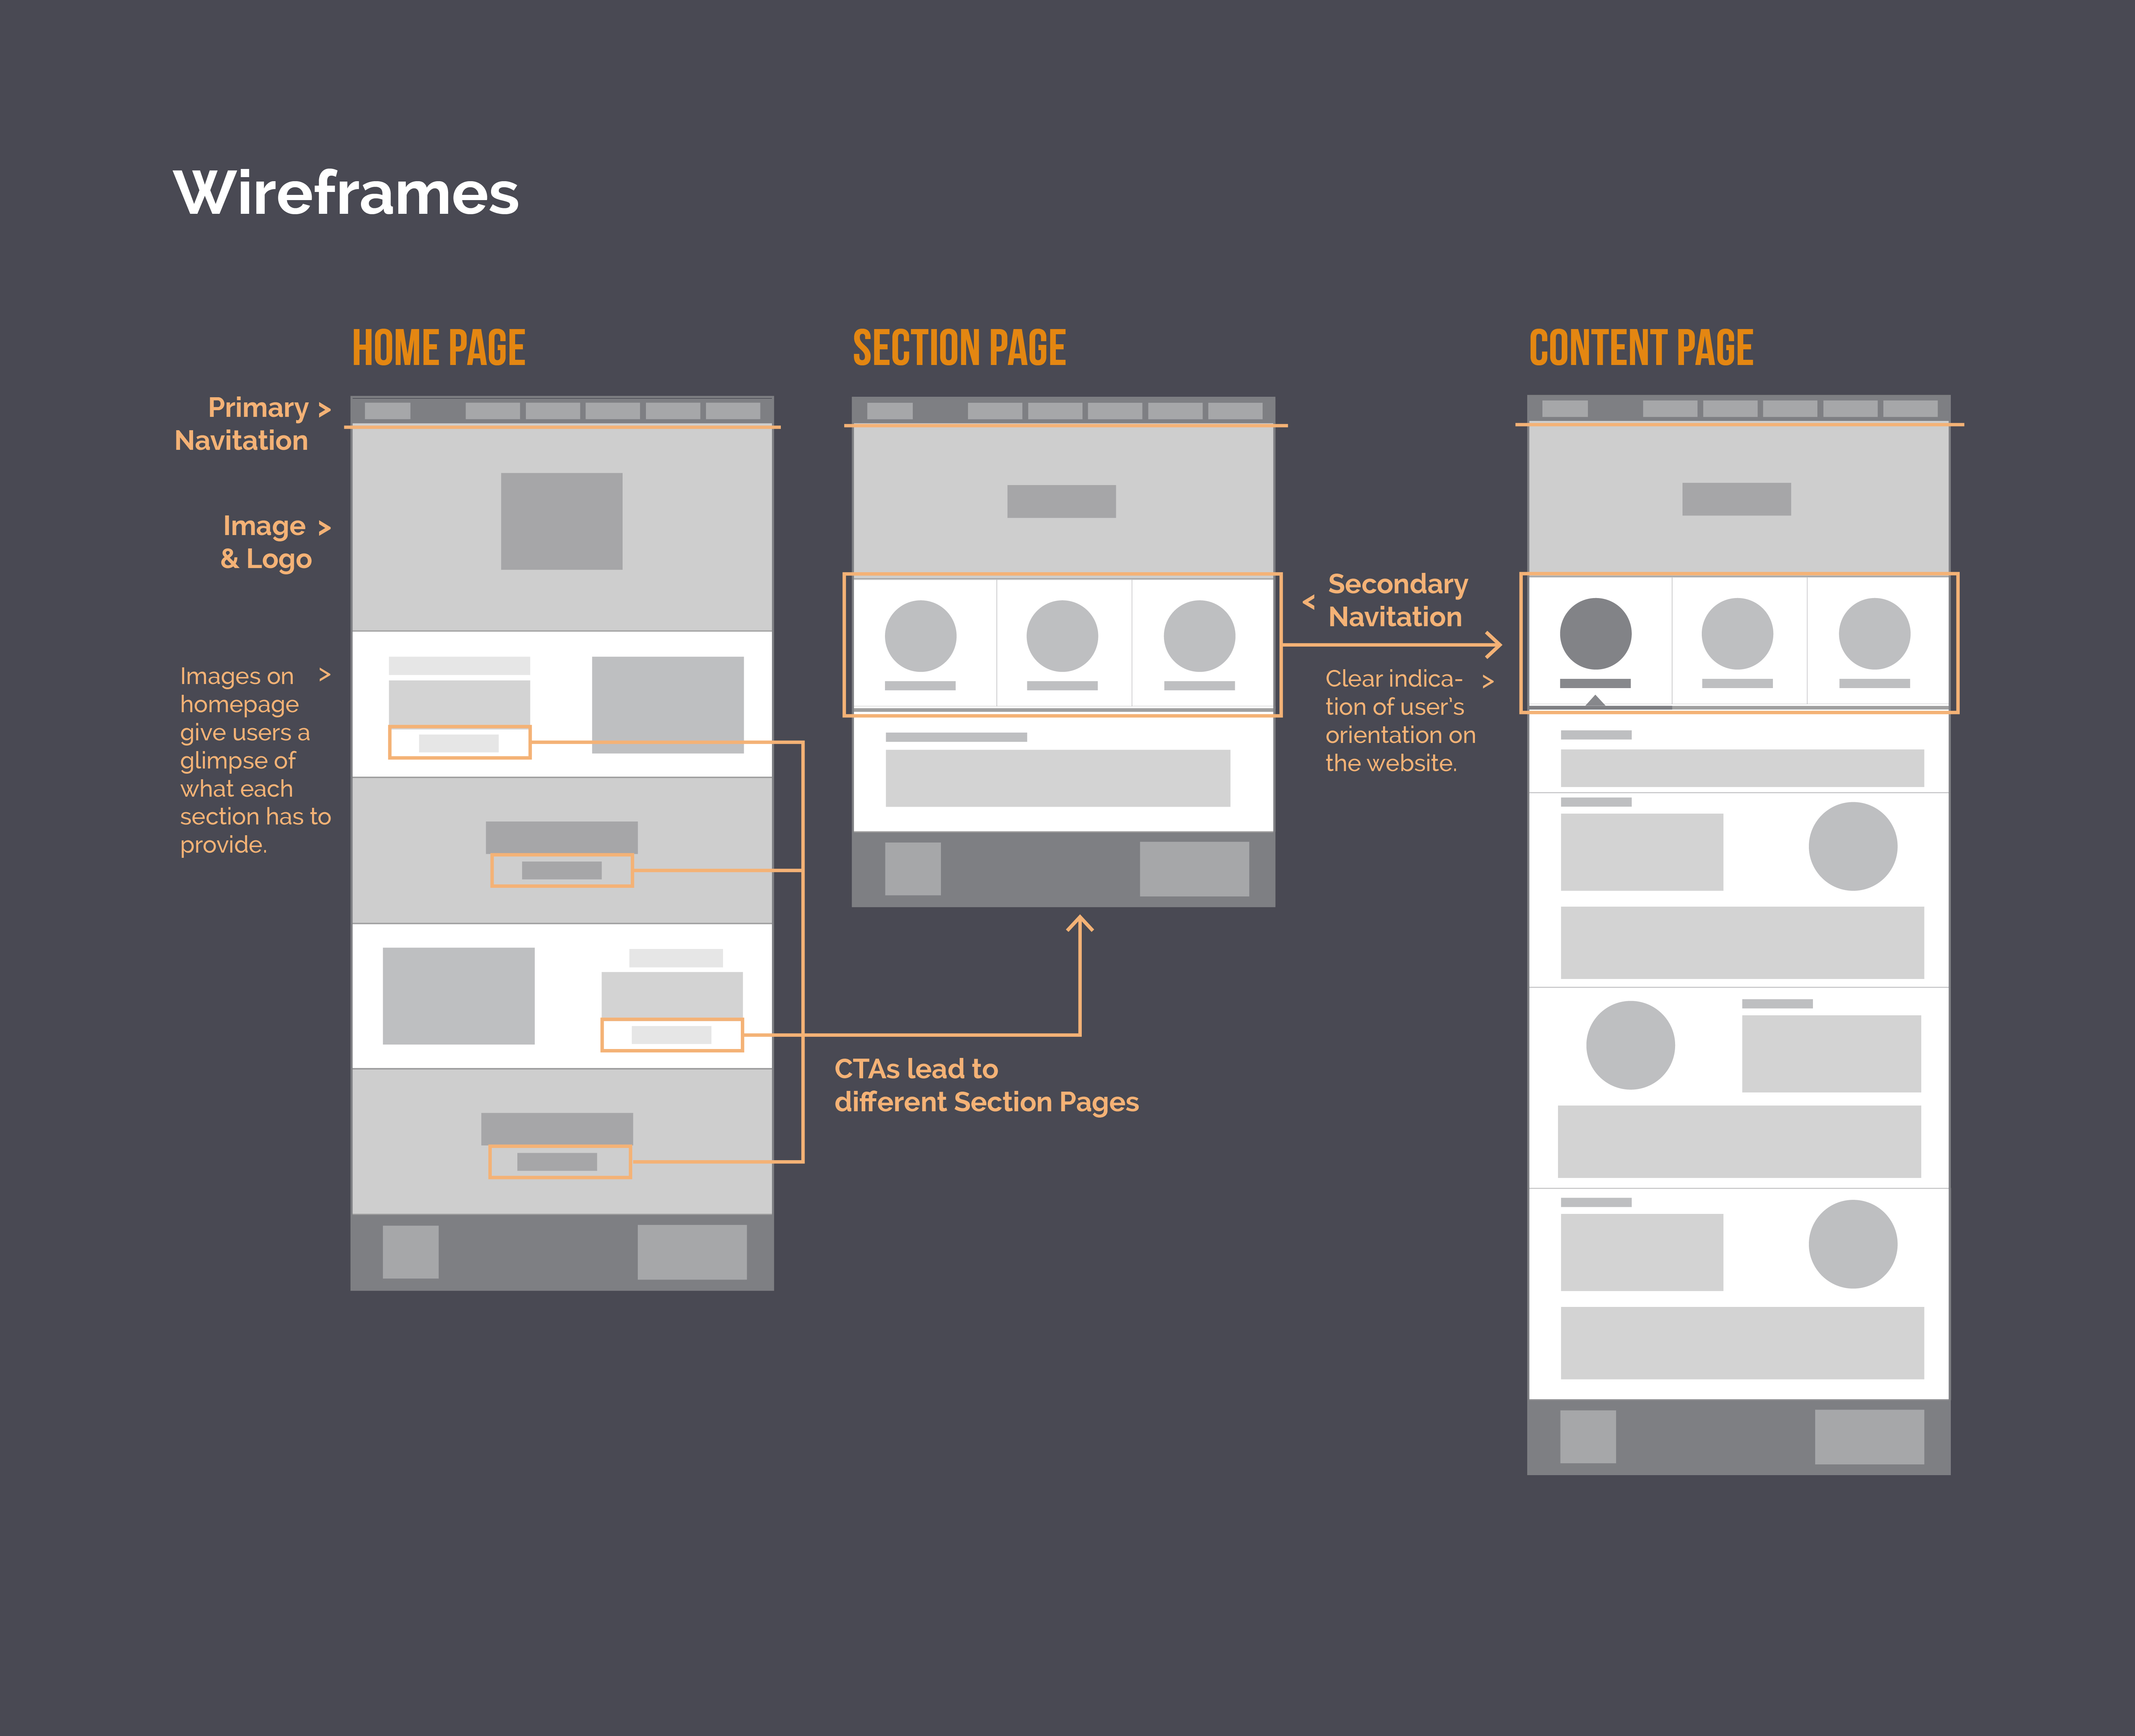 Wireframes
HOME PAGE
SECTION PAGE
CONTENT PAGE
Primary >
Navitation
Image >
& Logo
Images on >
homepage
give users a
glimpse of
what each
section has to
provide.
< Secondary
Navitation
Clear indica- >
tion of user's
orientation on
the website.
CTAs lead to
different Section Pages